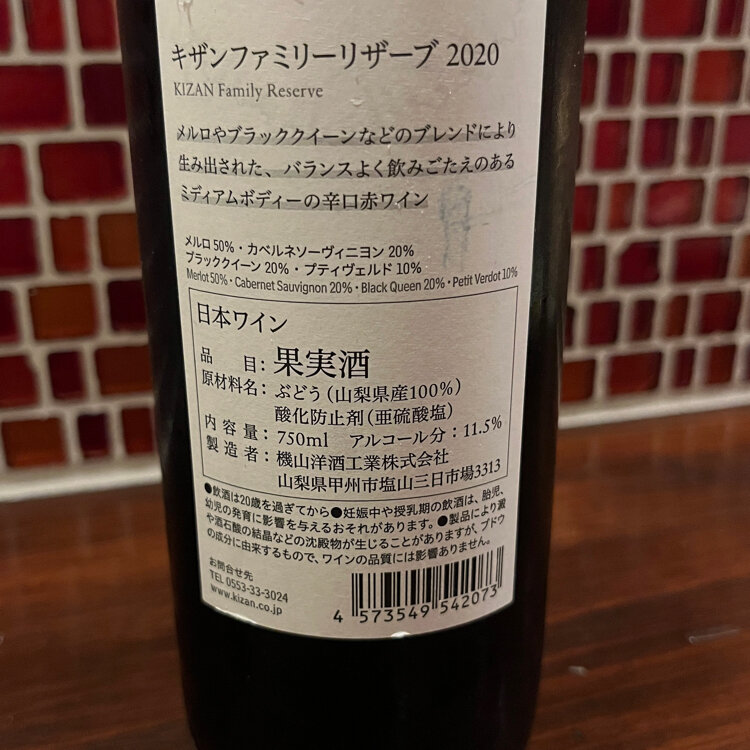 キザンファミリーリザーブ 2020
KIZAN Family Reserve
メルロやブラッククイーンなどのブレンドにより
生み出された、バランスよく飲みごたえのある
ミディアムボディーの辛口赤ワイン
メルロ 50%・カベルネソーヴィニヨン 20%
ブラッククイーン 20%・プティヴェルド 10%
Merlot 50%・Cabernet Sauvignon 20%・Black Queen 20%・Petit Verdot 10%
日本ワイン
品目：果実酒
原材料名：ぶどう（山梨県産100%）
酸化防止剤（亜硫酸塩）
内容量：750ml アルコール分：11.5%
製造者：機山洋酒工業株式会社
山梨県甲州市塩山三日市場3313
●飲酒は20歳を過ぎてから●妊娠中や授乳期の飲酒は、胎児、
幼児の発育に影響を与えるおそれがあります。●製品により澱
や酒石酸の結晶などの沈殿物が生じることがありますが、ブドウ
の成分に由来するもので、ワインの品質には影響ありません。
お問合せ先
TEL 0553-33-3024
www.kizan.co.jp
4 573549 542073